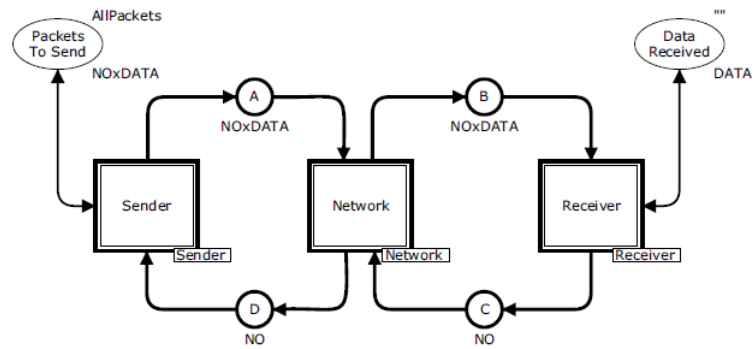 AllPackets
Packets
To Send
NOxDATA
""
Data
Received
DATA
A
NOxDATA
B
NOxDATA
Sender
Sender
Network
Network
Receiver
Receiver
D
NO
C
NO